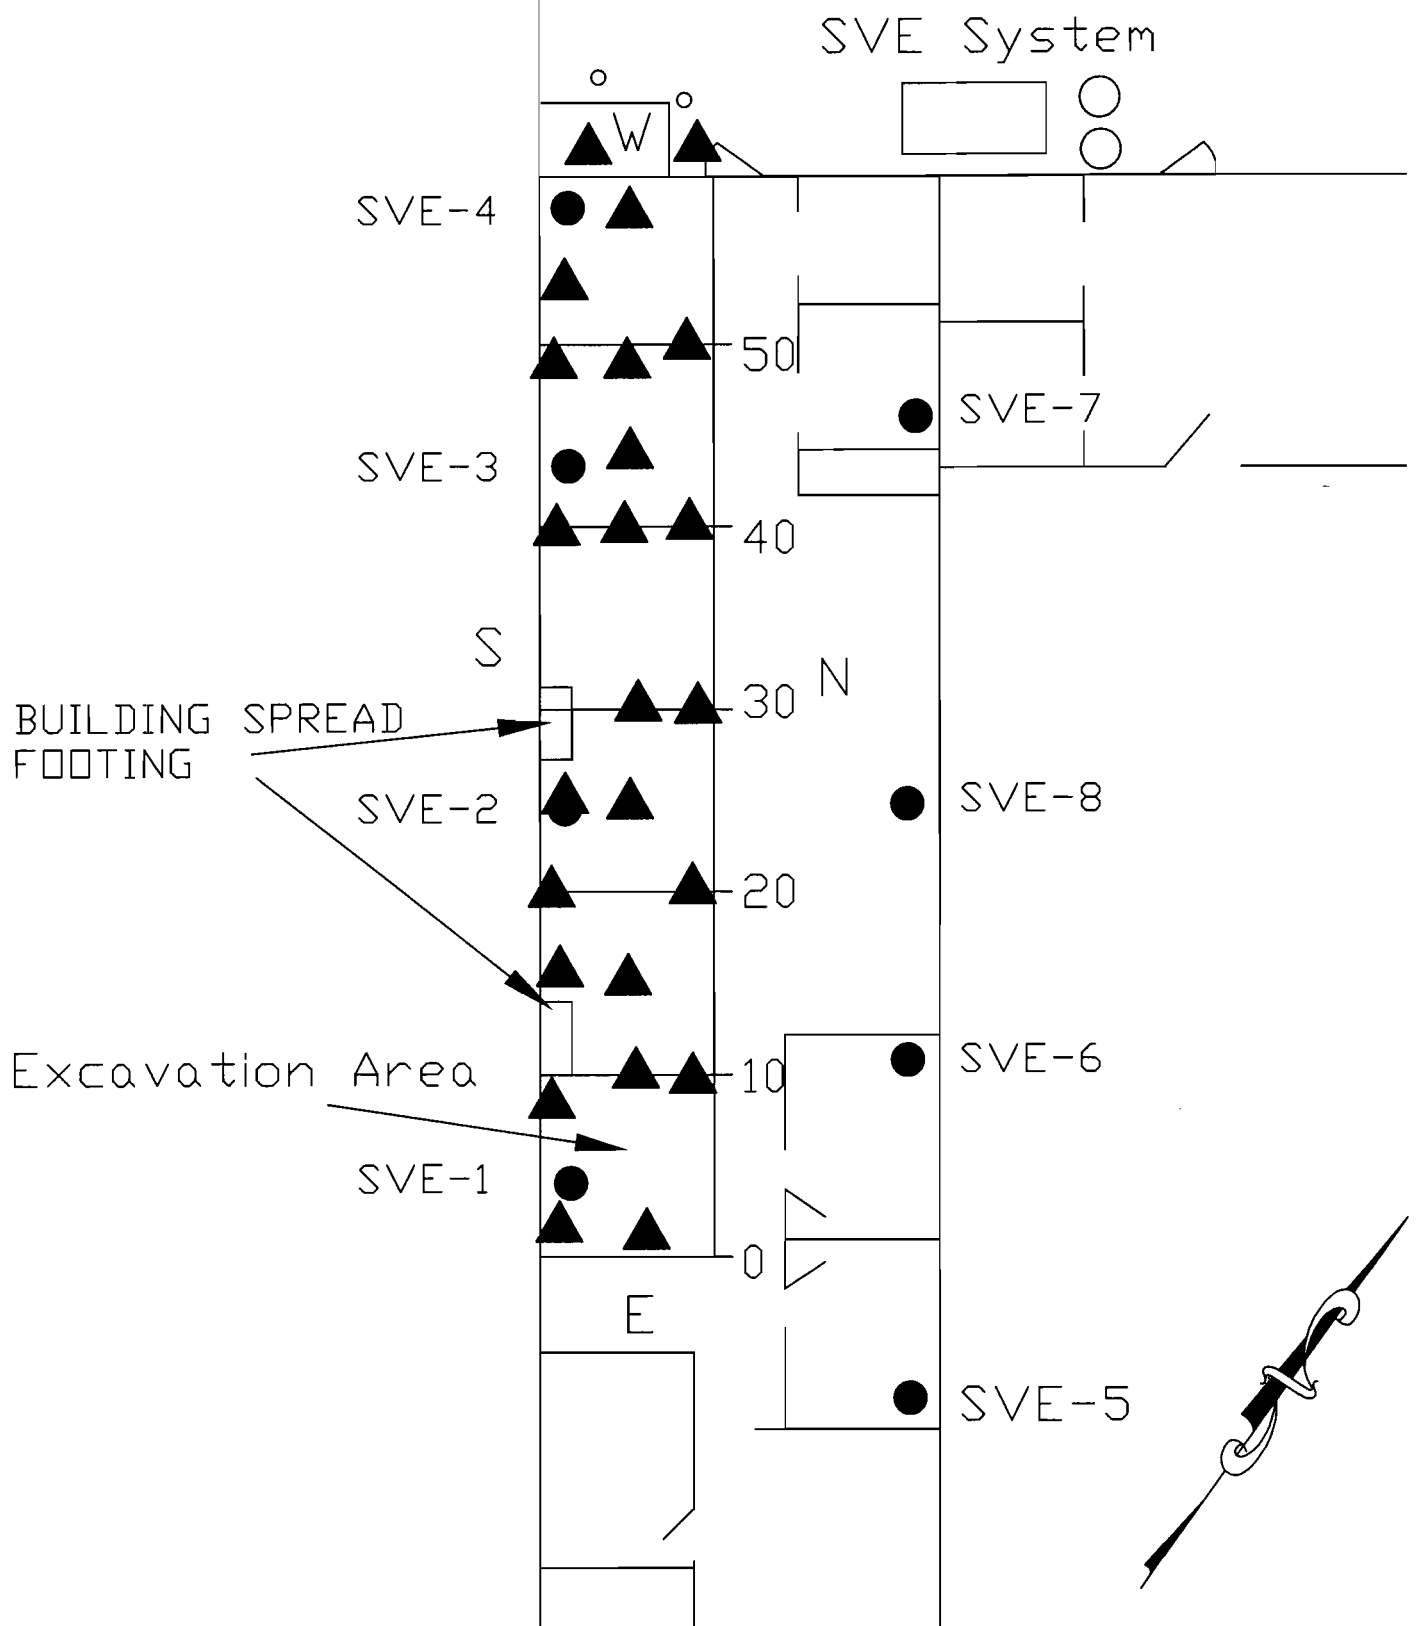 SVE System
W
SVE-4
50
SVE-7
SVE-3
40
S
N
30
BUILDING SPREAD
FOOTING
SVE-2
SVE-8
20
Excavation Area
10
SVE-6
SVE-1
0
E
SVE-5